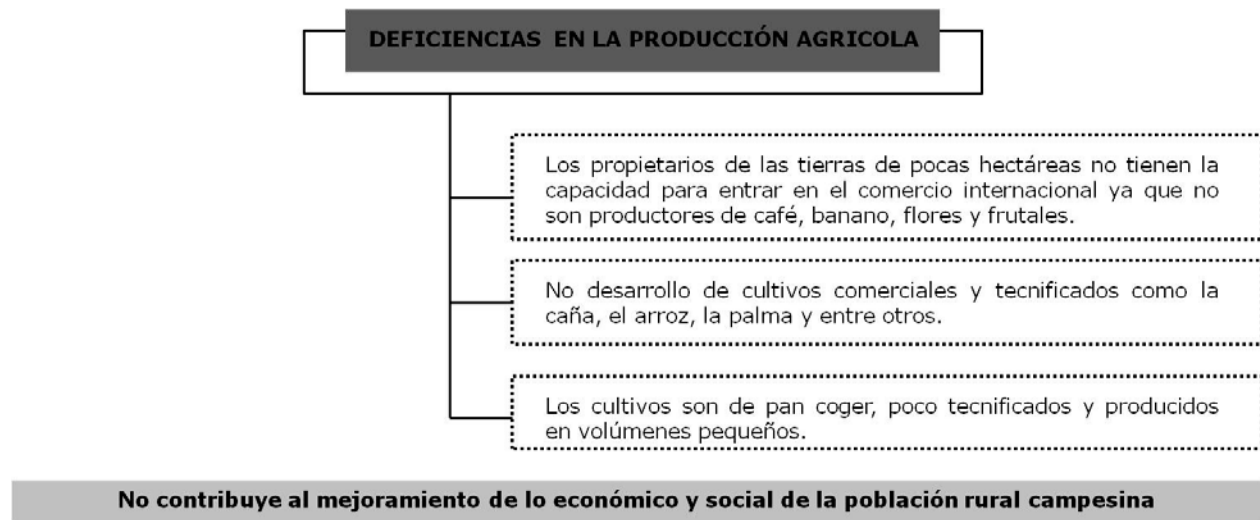 DEFICIENCIAS EN LA PRODUCCIÓN AGRICOLA
Los propietarios de las tierras de pocas hectáreas no tienen la
capacidad para entrar en el comercio internacional ya que no
son productores de café, banano, flores y frutales.
No desarrollo de cultivos comerciales y tecnificados como la
caña, el arroz, la palma y entre otros.
Los cultivos son de pan coger, poco tecnificados y producidos
en volúmenes pequeños.
No contribuye al mejoramiento de lo económico y social de la población rural campesina